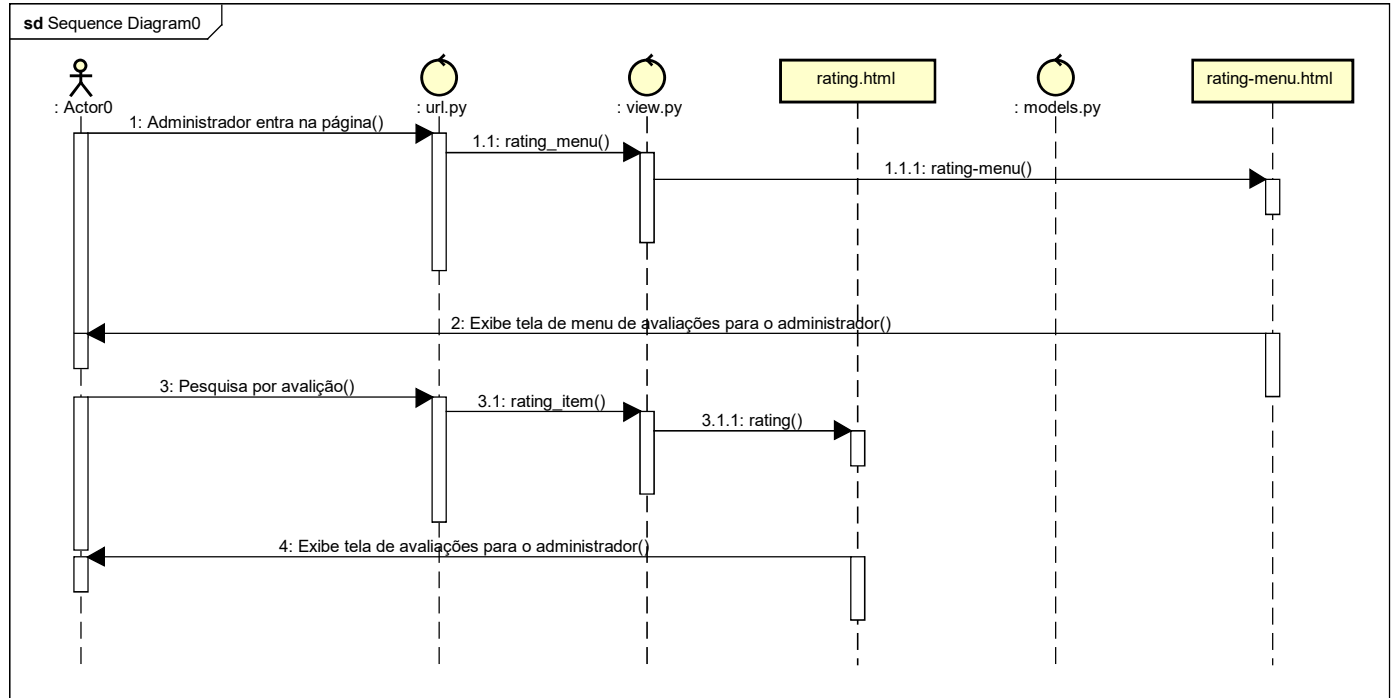 sd Sequence Diagram0
: Actor0
: url.py
: view.py
rating.html
: models.py
rating-menu.html
1: Administrador entra na página()
1.1: rating_menu()
1.1.1: rating-menu()
2: Exibe tela de menu de avaliações para o administrador()
3: Pesquisa por avalição()
3.1: rating_item()
3.1.1: rating()
4: Exibe tela de avaliações para o administrador()